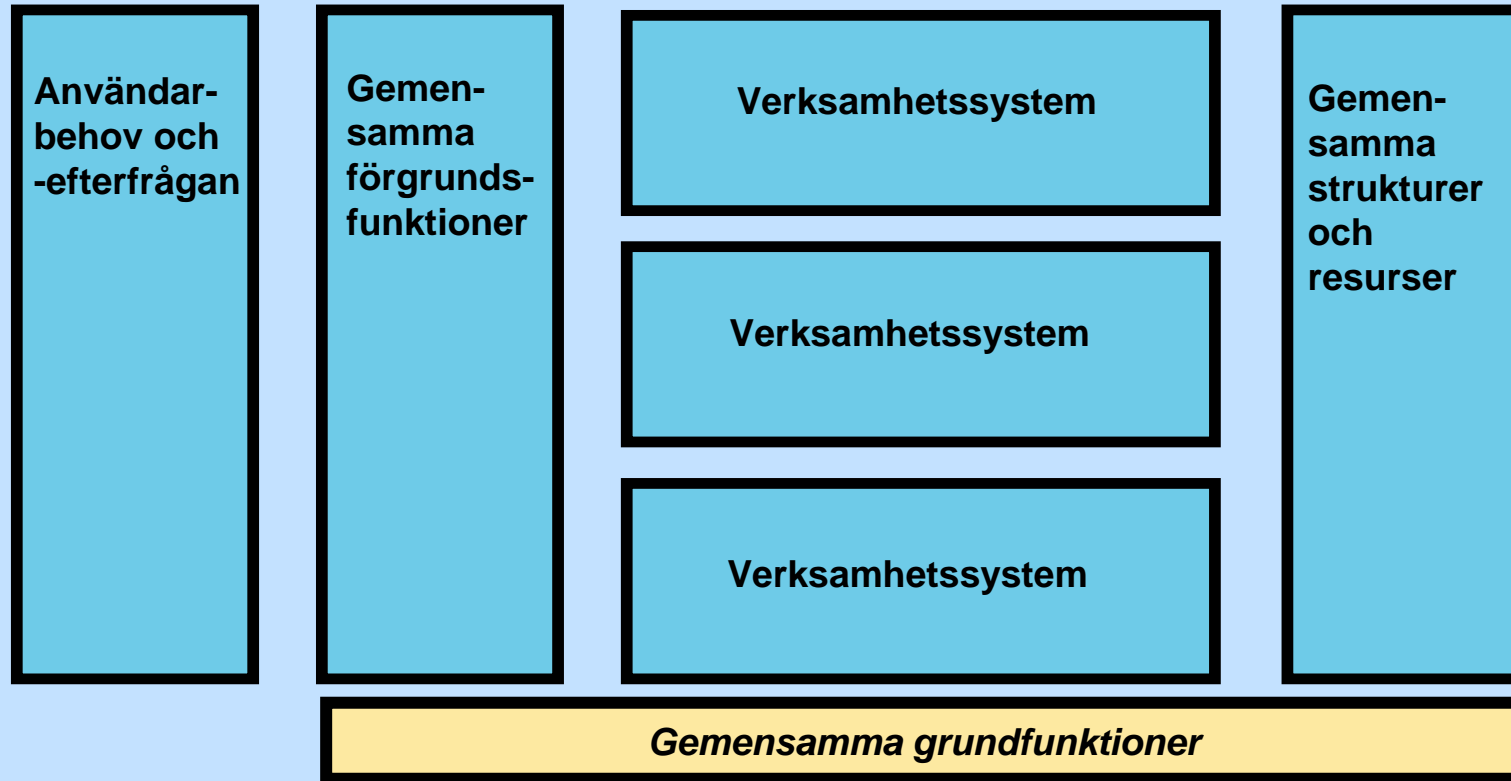 Användar-
behov och
-efterfrågan
Gemen-
samma
förgrunds-
funktioner
Verksamhetssystem
Verksamhetssystem
Verksamhetssystem
Gemen-
samma
strukturer
och
resurser
Gemensamma grundfunktioner